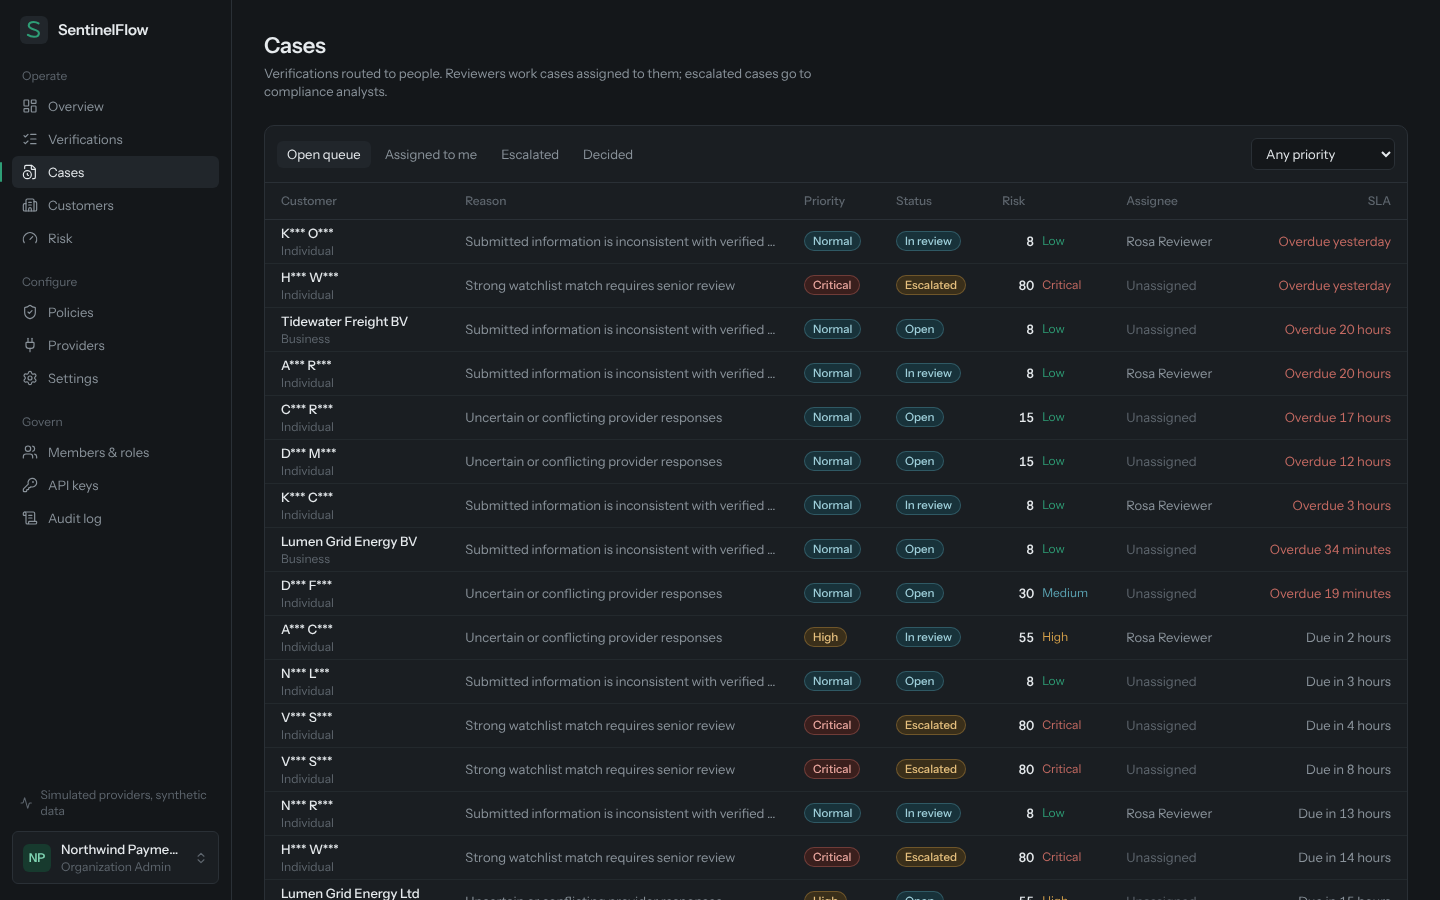 SentinelFlow
Operate
Overview
Verifications
Cases
Customers
Risk
Configure
Policies
Providers
Settings
Govern
Members & roles
API keys
Audit log
Simulated providers, synthetic
data
NP
Northwind Payme...
Organization Admin
Cases
Verifications routed to people. Reviewers work cases assigned to them; escalated cases go to
compliance analysts.
Open queue Assigned to me Escalated Decided Any priority
Customer Reason Priority Status Risk Assignee SLA
K*** O***
Individual
Submitted information is inconsistent with verified ... Normal In review 8 Low Rosa Reviewer Overdue yesterday
H*** W***
Individual
Strong watchlist match requires senior review Critical Escalated 80 Critical Unassigned Overdue yesterday
Tidewater Freight BV
Business
Submitted information is inconsistent with verified ... Normal Open 8 Low Unassigned Overdue 20 hours
A*** R***
Individual
Submitted information is inconsistent with verified ... Normal In review 8 Low Rosa Reviewer Overdue 20 hours
C*** R***
Individual
Uncertain or conflicting provider responses Normal Open 15 Low Unassigned Overdue 17 hours
D*** M***
Individual
Uncertain or conflicting provider responses Normal Open 15 Low Unassigned Overdue 12 hours
K*** C***
Individual
Submitted information is inconsistent with verified ... Normal In review 8 Low Rosa Reviewer Overdue 3 hours
Lumen Grid Energy BV
Business
Submitted information is inconsistent with verified ... Normal Open 8 Low Unassigned Overdue 34 minutes
D*** F***
Individual
Uncertain or conflicting provider responses Normal Open 30 Medium Unassigned Overdue 19 minutes
A*** C***
Individual
Uncertain or conflicting provider responses High In review 55 High Rosa Reviewer Due in 2 hours
N*** L***
Individual
Submitted information is inconsistent with verified ... Normal Open 8 Low Unassigned Due in 3 hours
V*** S***
Individual
Strong watchlist match requires senior review Critical Escalated 80 Critical Unassigned Due in 4 hours
V*** S***
Individual
Strong watchlist match requires senior review Critical Escalated 80 Critical Unassigned Due in 8 hours
N*** R***
Individual
Submitted information is inconsistent with verified ... Normal In review 8 Low Rosa Reviewer Due in 13 hours
H*** W***
Individual
Strong watchlist match requires senior review Critical Escalated 80 Critical Unassigned Due in 14 hours
Lumen Grid Energy Ltd